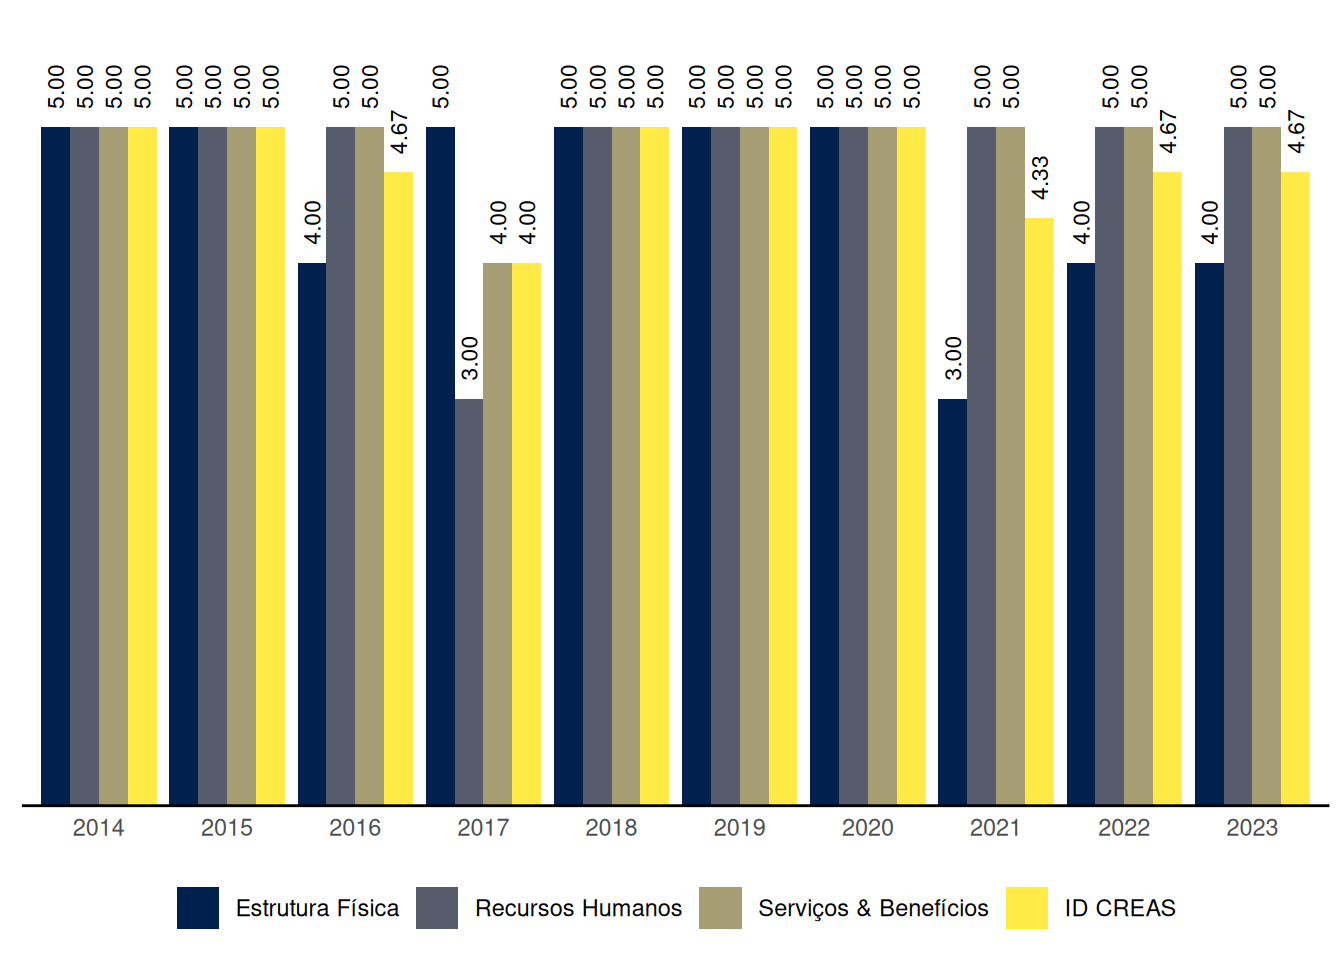 5.00 5.00 5.00 5.00 5.00 5.00 5.00 5.00 4.00 5.00 5.00 4.67 5.00 3.00 4.00 4.00 5.00 5.00 5.00 5.00 5.00 5.00 5.00 5.00 5.00 5.00 5.00 5.00 3.00 5.00 5.00 4.33 4.00 5.00 5.00 4.67 4.00 5.00 5.00 4.67
2014 2015 2016 2017 2018 2019 2020 2021 2022 2023
Estrutura Física Recursos Humanos Serviços & Benefícios ID CREAS